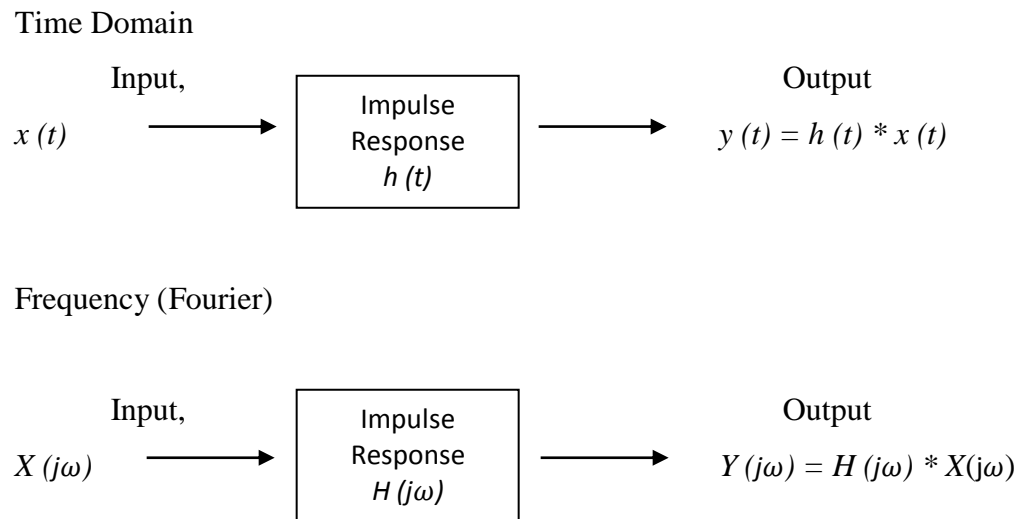 Time Domain
Input,
Output
x (t)
Impulse
Response
h (t)
y (t) = h (t) * x (t)
Frequency (Fourier)
Input,
Output
X (jω)
Impulse
Response
H (jω)
Y (jω) = H (jω) * X(jω)